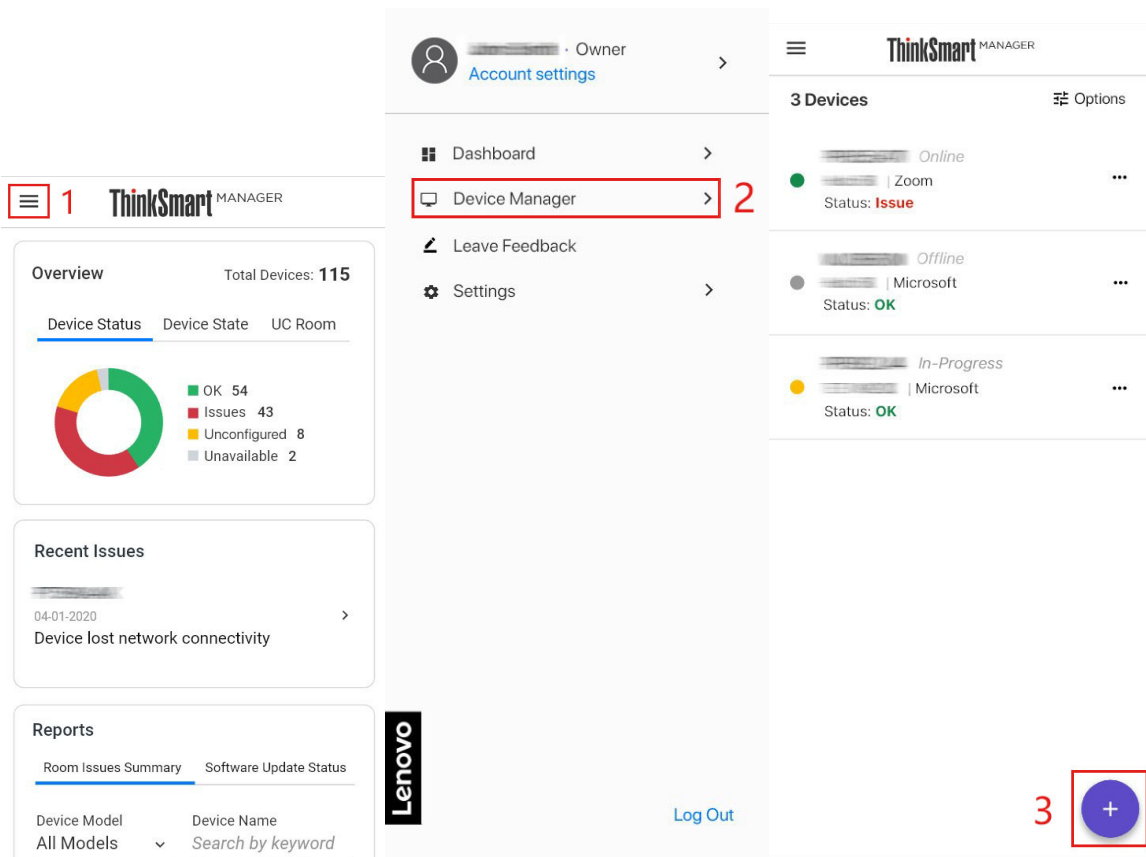 1
ThinkSmart MANAGER
Overview
Total Devices: 115
Device Status Device State UC Room
OK 54
Issues 43
Unconfigured 8
Unavailable 2
Recent Issues
04-01-2020
Device lost network connectivity
Reports
Room Issues Summary Software Update Status
Device Model Device Name
All Models Search by keyword
· Owner
Account settings
Dashboard
Device Manager
2
Leave Feedback
Settings
Lenovo
Log Out
ThinkSmart MANAGER
3 Devices
Options
Online
| Zoom
Status: Issue
Offline
| Microsoft
Status: OK
In-Progress
| Microsoft
Status: OK
3
+